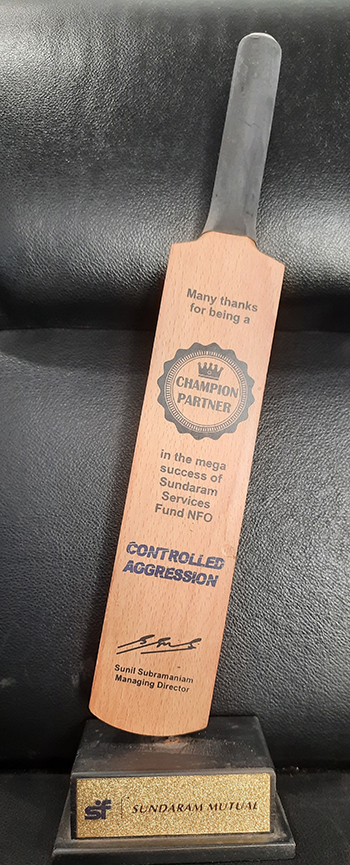 Many thanks
for being a
CHAMPION
PARTNER
in the mega
success of
Sundaram
Services
Fund NFO
CONTROLLED
AGGRESSION
Sunil Subramaniam
Managing Director
sf SUNDARAM MUTUAL